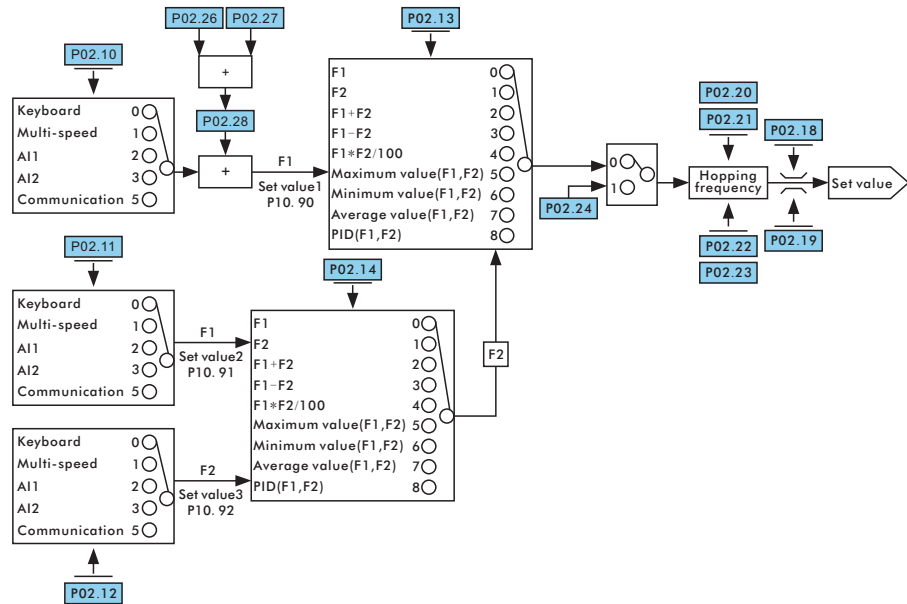 P02.26 P02.27
P02.13
P02.10
+
P02.28
+
Keyboard 0
Multi-speed 1
AI1 2
AI2 3
Communication 5
F1
Set value1
P10. 90
F1 0
F2 1
F1+F2 2
F1-F2 3
F1*F2/100 4
Maximum value(F1,F2) 5
Minimum value(F1,F2) 6
Average value(F1,F2) 7
PID(F1,F2) 8
0
1
P02.24
P02.20
P02.21
Hopping
frequency
P02.22
P02.23
P02.18
P02.19
Set value
P02.11
Keyboard 0
Multi-speed 1
AI1 2
AI2 3
Communication 5
F1
Set value2
P10. 91
P02.14
F1 0
F2 1
F1+F2 2
F1-F2 3
F1*F2/100 4
Maximum value(F1,F2) 5
Minimum value(F1,F2) 6
Average value(F1,F2) 7
PID(F1,F2) 8
F2
Keyboard 0
Multi-speed 1
AI1 2
AI2 3
Communication 5
F2
Set value3
P10. 92
P02.12